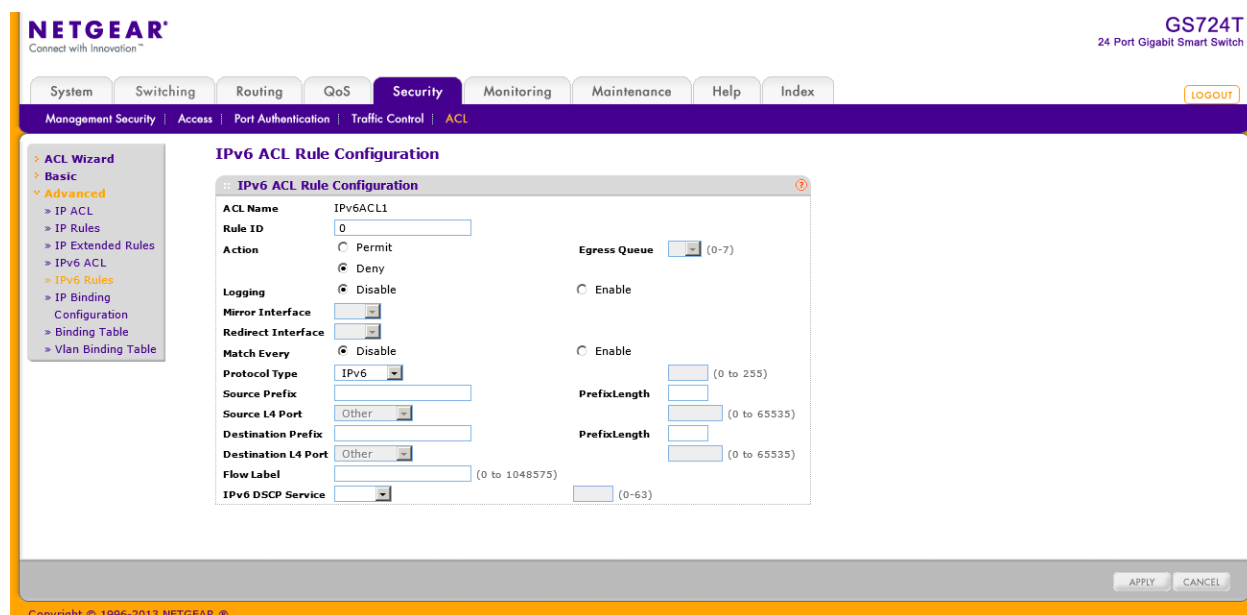 NETGEAR®
Connect with Innovation™
GS724T
24 Port Gigabit Smart Switch
System Switching Routing QoS Security Monitoring Maintenance Help Index
LOGOUT
Management Security | Access | Port Authentication | Traffic Control | ACL
ACL Wizard
Basic
Advanced
» IP ACL
» IP Rules
» IP Extended Rules
» IPv6 ACL
» IPv6 Rules
» IP Binding
Configuration
» Binding Table
» Vlan Binding Table
IPv6 ACL Rule Configuration
IPv6 ACL Rule Configuration ?
ACL Name IPv6ACL1
Rule ID 0
Action Permit Egress Queue (0-7)
Deny
Logging Disable Enable
Mirror Interface
Redirect Interface
Match Every Disable Enable
Protocol Type IPv6 (0 to 255)
Source Prefix PrefixLength
Source L4 Port Other (0 to 65535)
Destination Prefix PrefixLength
Destination L4 Port Other (0 to 65535)
Flow Label (0 to 1048575)
IPv6 DSCP Service (0-63)
APPLY CANCEL
Copyright © 1996-2013 NETGEAR ®